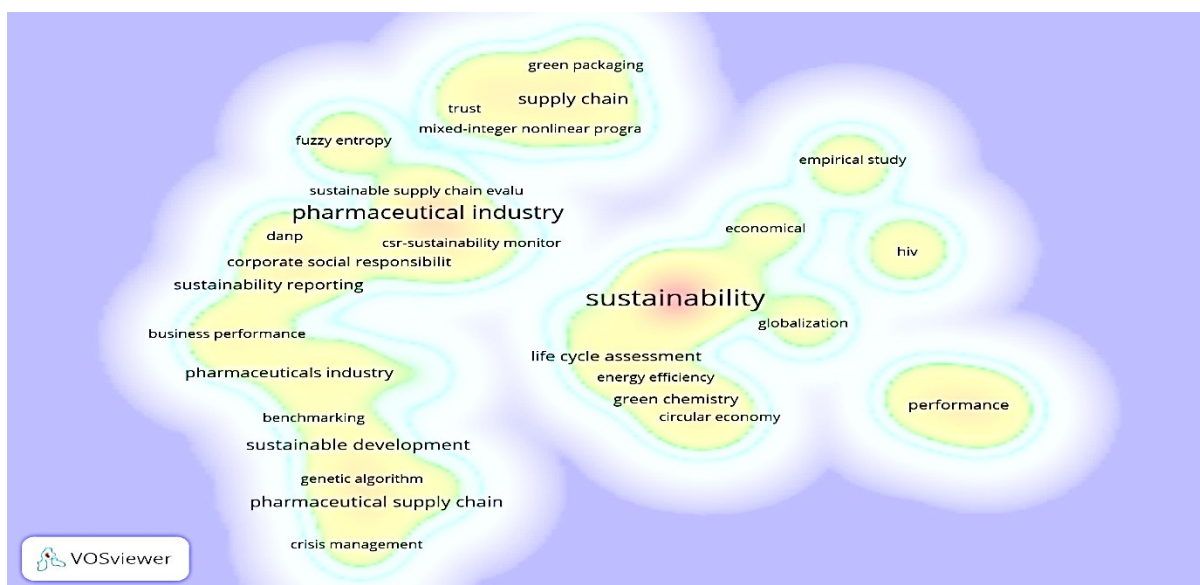 green packaging
supply chain
trust
mixed-integer nonlinear progra
fuzzy entropy
empirical study
sustainable supply chain evalu
pharmaceutical industry
economical
danp
csr-sustainability monitor
hiv
corporate social responsibilit
sustainability reporting
sustainability
globalization
business performance
life cycle assessment
pharmaceuticals industry
energy efficiency
green chemistry
performance
benchmarking
circular economy
sustainable development
genetic algorithm
pharmaceutical supply chain
crisis management
VOSviewer